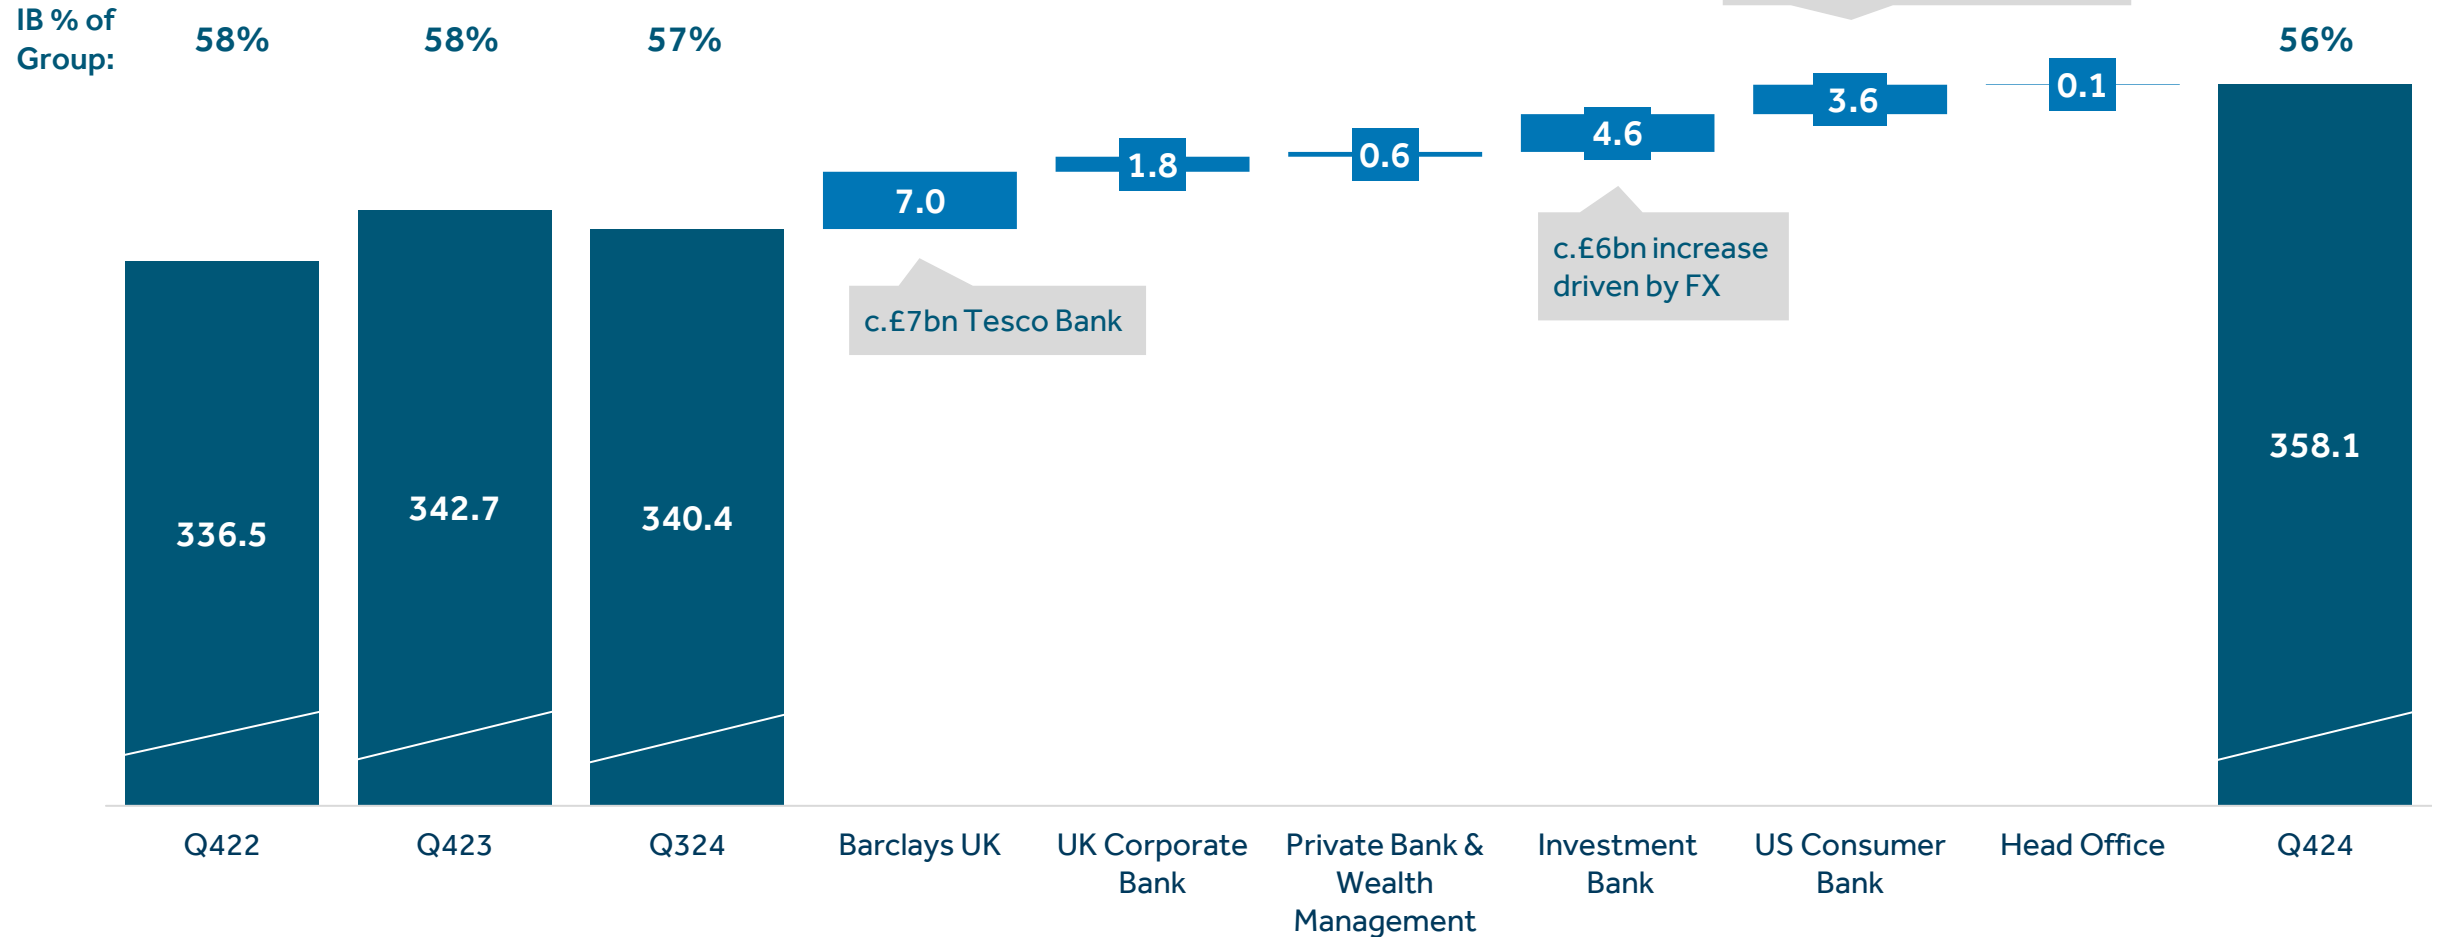 IB % of
Group:
58%
58%
57%
56%
336.5
342.7
340.4
7.0
1.8
0.6
4.6
3.6
0.1
358.1
c.£7bn Tesco Bank
c.£6bn increase
driven by FX
Q422
Q423
Q324
Barclays UK
UK Corporate
Bank
Private Bank &
Wealth
Management
Investment
Bank
US Consumer
Bank
Head Office
Q424